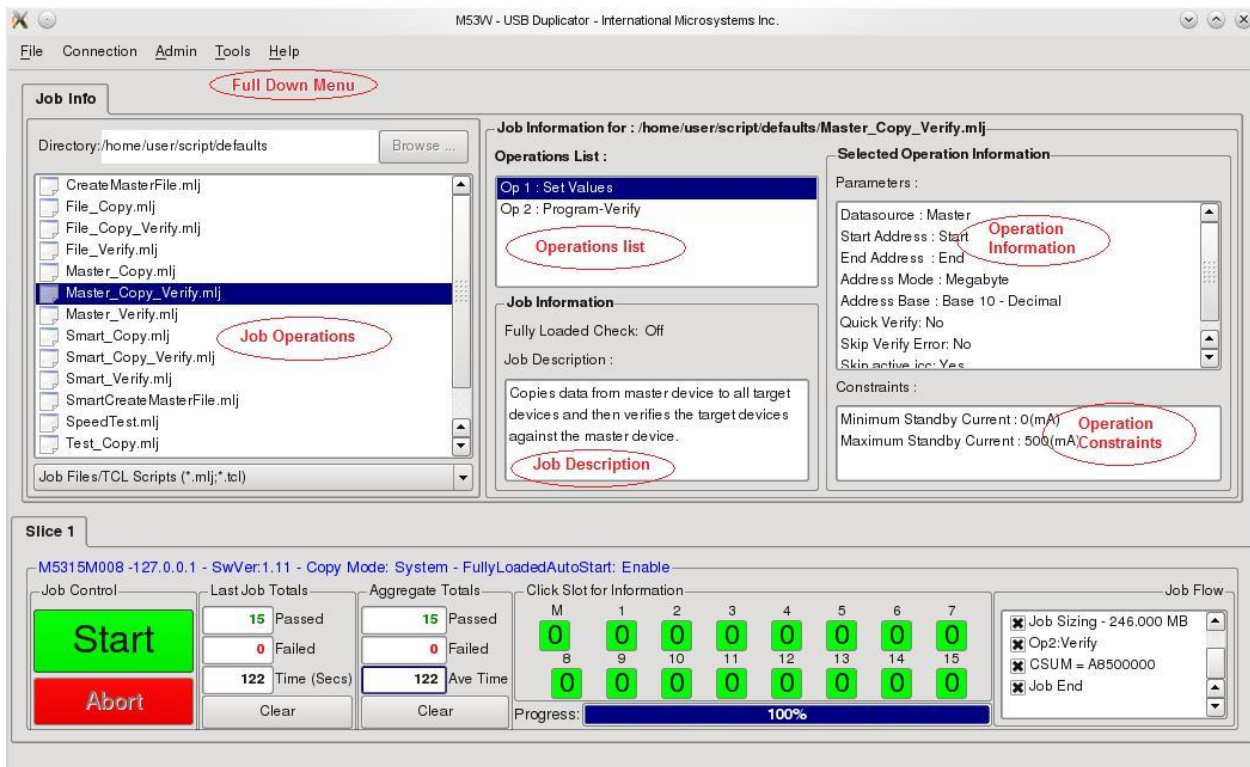 M53W - USB Duplicator - International Microsystems Inc.
File Connection Admin Tools Help
Full Down Menu
Job Info
Directory: /home/user/script/defaults Browse ...
CreateMasterFile.mlj
File_Copy.mlj
File_Copy_Verify.mlj
File_Verify.mlj
Master_Copy.mlj
Master_Copy_Verify.mlj
Master_Verify.mlj
Smart_Copy.mlj
Smart_Copy_Verify.mlj
Smart_Verify.mlj
SmartCreateMasterFile.mlj
SpeedTest.mlj
Test_Copy.mlj
Job Operations
Job Files/TCL Scripts (*.mlj;*.tcl)
Job Information for : /home/user/script/defaults/Master_Copy_Verify.mlj
Operations List :
Op 1 : Set Values
Op 2 : Program-Verify
Operations list
Job Information
Fully Loaded Check: Off
Job Description :
Copies data from master device to all target
devices and then verifies the target devices
against the master device.
Job Description
Selected Operation Information
Parameters :
Datasource : Master
Start Address : Start
End Address : End
Address Mode : Megabyte
Address Base : Base 10 - Decimal
Quick Verify: No
Skip Verify Error: No
Skip active icc: Yes
Operation
Information
Constraints :
Minimum Standby Current : 0(mA)
Maximum Standby Current : 500(mA)
Operation
Constraints
Slice 1
M5315M008 -127.0.0.1 - SwVer:1.11 - Copy Mode: System - FullyLoadedAutoStart: Enable
Job Control
Start
Abort
Last Job Totals
15 Passed
0 Failed
122 Time (Secs)
Clear
Aggregate Totals
15 Passed
0 Failed
122 Ave Time
Clear
Click Slot for Information
M 1 2 3 4 5 6 7
0 0 0 0 0 0 0 0
8 9 10 11 12 13 14 15
0 0 0 0 0 0 0 0
Progress: 100%
Job Flow
Job Sizing - 246.000 MB
Op2:Verify
CSUM = A8500000
Job End